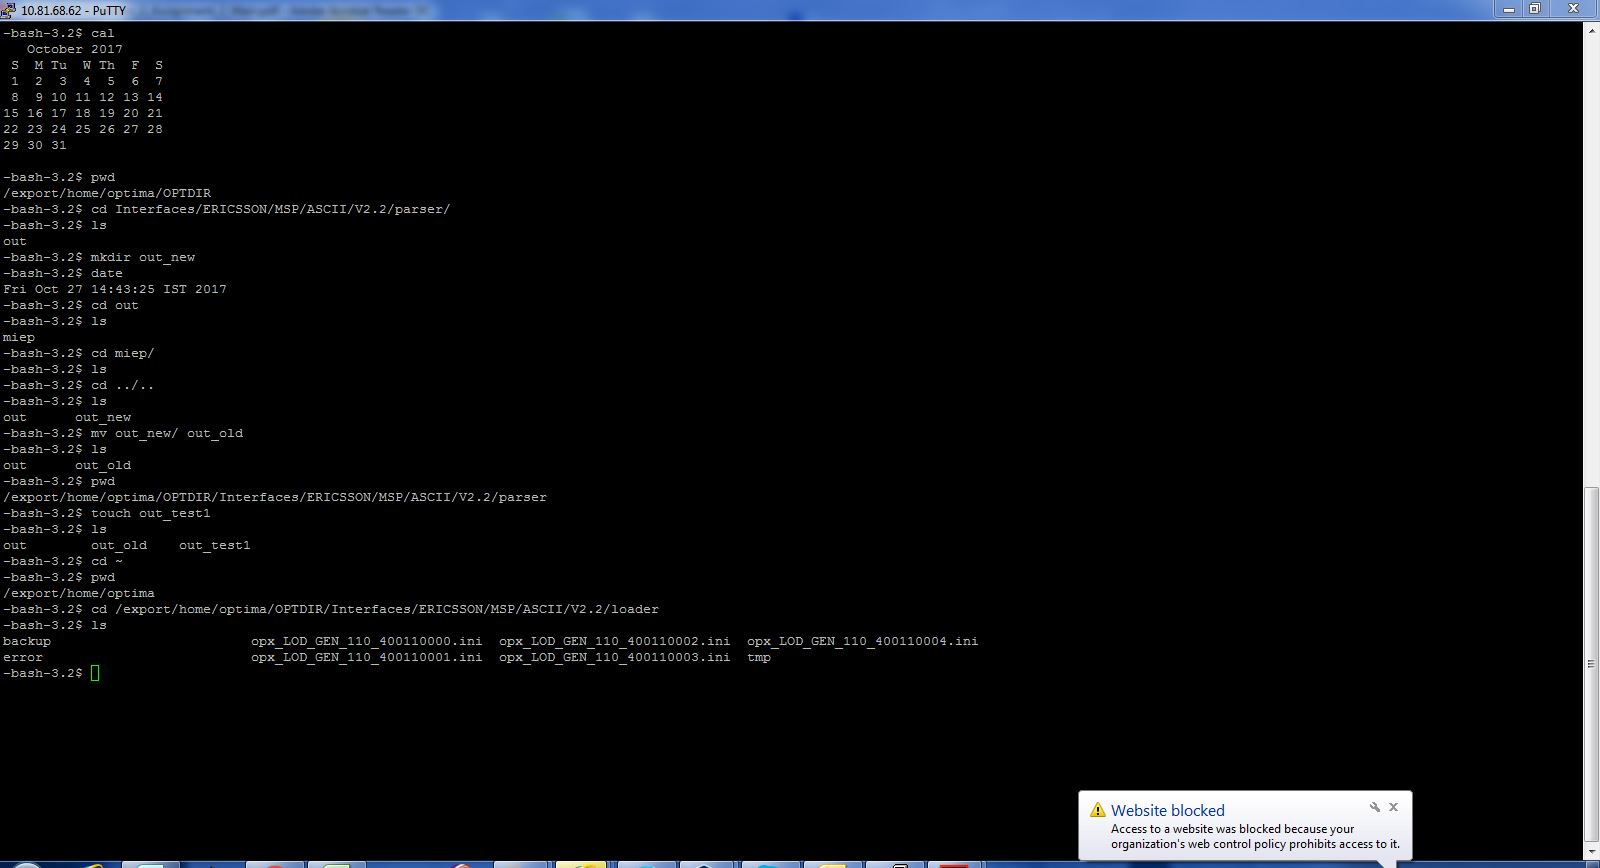 10.81.68.62 - PuTTY
-bash-3.2$ cal
   October 2017
 S  M Tu  W Th  F  S
 1  2  3  4  5  6  7
 8  9 10 11 12 13 14
15 16 17 18 19 20 21
22 23 24 25 26 27 28
29 30 31
-bash-3.2$ pwd
/export/home/optima/OPTDIR
-bash-3.2$ cd Interfaces/ERICSSON/MSP/ASCII/V2.2/parser/
-bash-3.2$ ls
out
-bash-3.2$ mkdir out_new
-bash-3.2$ date
Fri Oct 27 14:43:25 IST 2017
-bash-3.2$ cd out
-bash-3.2$ ls
miep
-bash-3.2$ cd miep/
-bash-3.2$ ls
-bash-3.2$ cd ../..
-bash-3.2$ ls
out      out_new
-bash-3.2$ mv out_new/ out_old
-bash-3.2$ ls
out      out_old
-bash-3.2$ pwd
/export/home/optima/OPTDIR/Interfaces/ERICSSON/MSP/ASCII/V2.2/parser
-bash-3.2$ touch out_test1
-bash-3.2$ ls
out        out_old    out_test1
-bash-3.2$ cd ~
-bash-3.2$ pwd
/export/home/optima
-bash-3.2$ cd /export/home/optima/OPTDIR/Interfaces/ERICSSON/MSP/ASCII/V2.2/loader
-bash-3.2$ ls
backup                         opx_LOD_GEN_110_400110000.ini  opx_LOD_GEN_110_400110002.ini  opx_LOD_GEN_110_400110004.ini
error                          opx_LOD_GEN_110_400110001.ini  opx_LOD_GEN_110_400110003.ini  tmp
-bash-3.2$
Website blocked
Access to a website was blocked because your
organization's web control policy prohibits access to it.